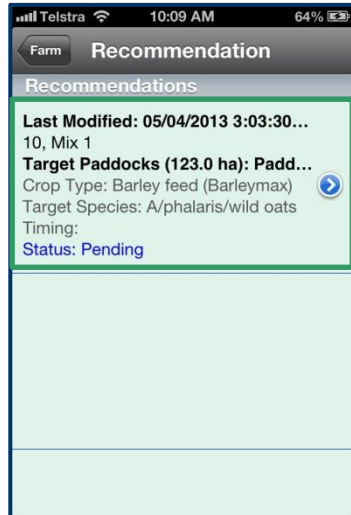 Telstra 10:09 AM 64%
Farm Recommendation
Recommendations
Last Modified: 05/04/2013 3:03:30...
10, Mix 1
Target Paddocks (123.0 ha): Padd...
Crop Type: Barley feed (Barleymax)
Target Species: A/phalaris/wild oats
Timing:
Status: Pending